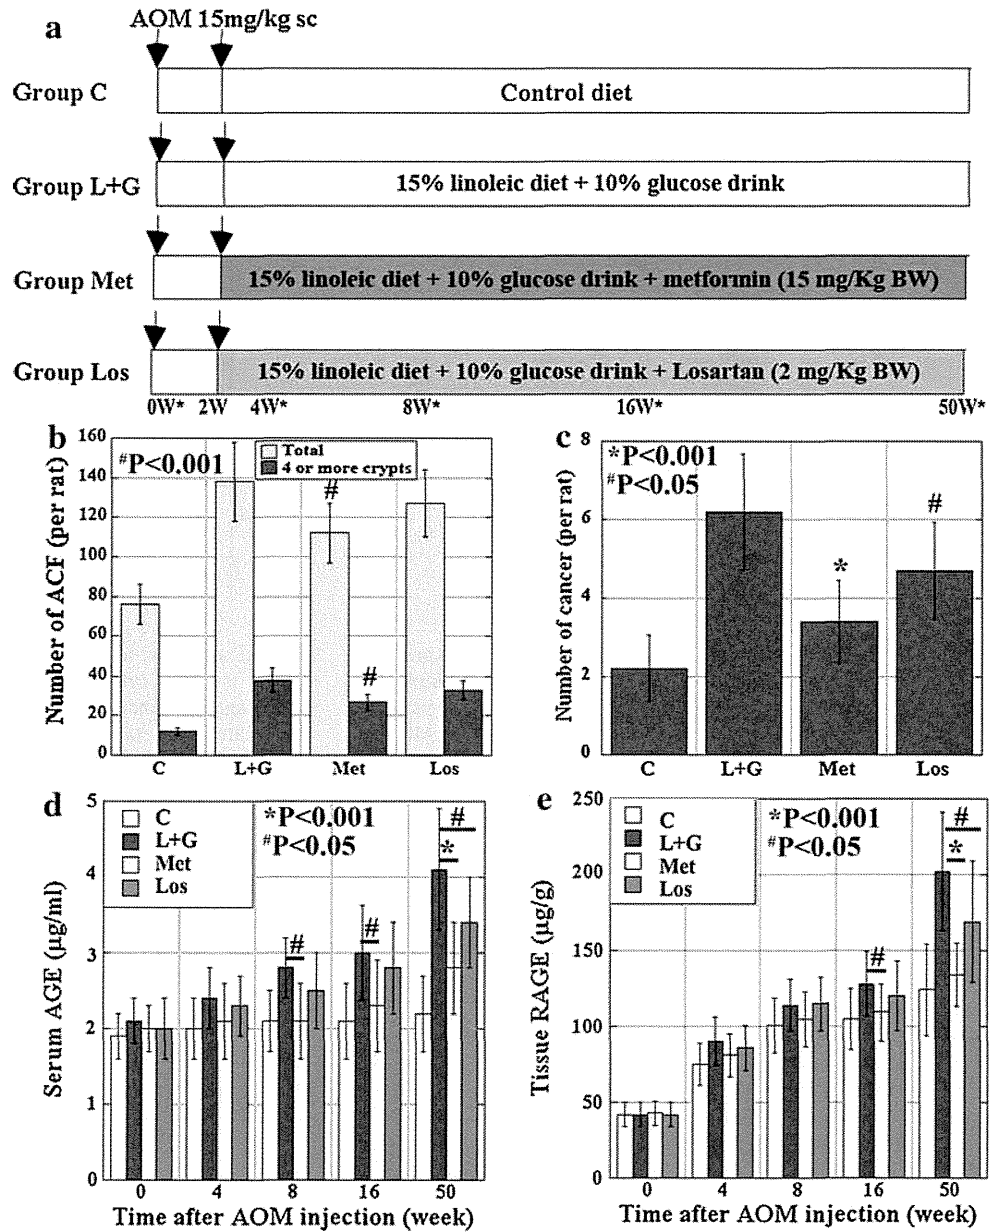 a
AOM 15mg/kg sc
Group C
Control diet
Group L+G
15% linoleic diet + 10% glucose drink
Group Met
15% linoleic diet + 10% glucose drink + metformin (15 mg/Kg BW)
Group Los
15% linoleic diet + 10% glucose drink + Losartan (2 mg/Kg BW)
0W* 2W 4W* 8W* 16W* 50W*
b
#P<0.001
Total
4 or more crypts
Number of ACF (per rat)
160
140
120
100
80
60
40
20
0
#
#
C L+G Met Los
c
*P<0.001
#P<0.05
Number of cancer (per rat)
8
6
4
2
0
*
#
C L+G Met Los
d
C
L+G
Met
Los
*P<0.001
#P<0.05
Serum AGE (µg/ml)
5
4
3
2
1
0
#
#
#
*
0 4 8 16 50
Time after AOM injection (week)
e
C
L+G
Met
Los
*P<0.001
#P<0.05
Tissue RAGE (µg/g)
250
200
150
100
50
0
#
#
*
0 4 8 16 50
Time after AOM injection (week)